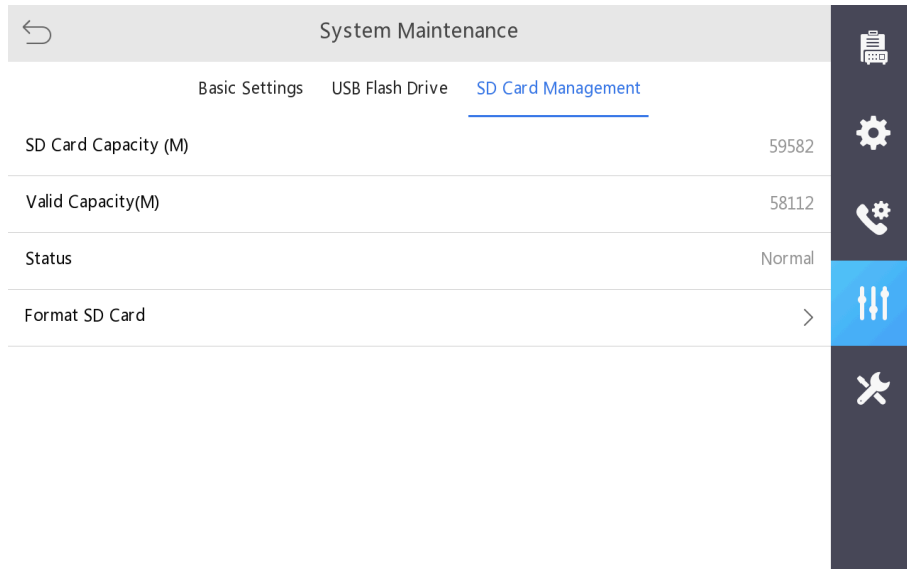 System Maintenance
Basic Settings USB Flash Drive SD Card Management
SD Card Capacity (M) 59582
Valid Capacity(M) 58112
Status Normal
Format SD Card